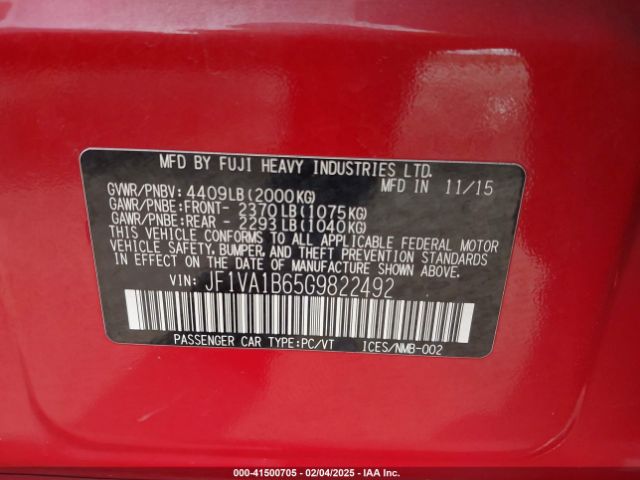 MFD BY FUJI HEAVY INDUSTRIES LTD.
GVWR/PNBV: 4409LB(2000KG) MFD IN 11/15
GAWR/PNBE:FRONT- 2370LB(1075KG)
GAWR/PNBE:REAR - 2293LB(1040KG)
THIS VEHICLE CONFORMS TO ALL APPLICABLE FEDERAL MOTOR
VEHICLE SAFETY, BUMPER, AND THEFT PREVENTION STANDARDS
IN EFFECT ON THE DATE OF MANUFACTURE SHOWN ABOVE.
VIN: JF1VA1B65G9822492
PASSENGER CAR TYPE:PC/VT ICES/NMB-002
000-41500705 - 02/04/2025 - IAAI.com